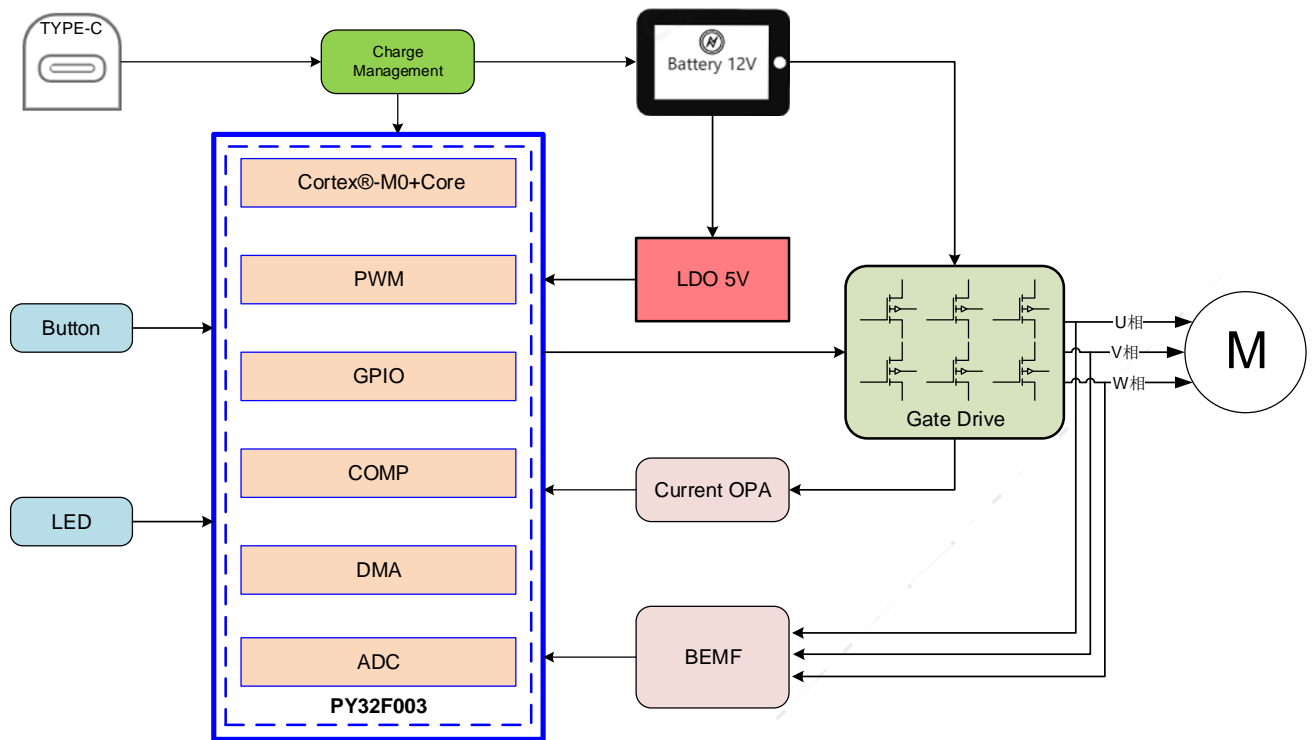 TYPE-C
Charge
Management
Battery 12V
Cortex®-M0+Core
PWM
LDO 5V
Button
GPIO
U相
V相
W相
M
Gate Drive
COMP
Current OPA
LED
DMA
ADC
BEMF
PY32F003